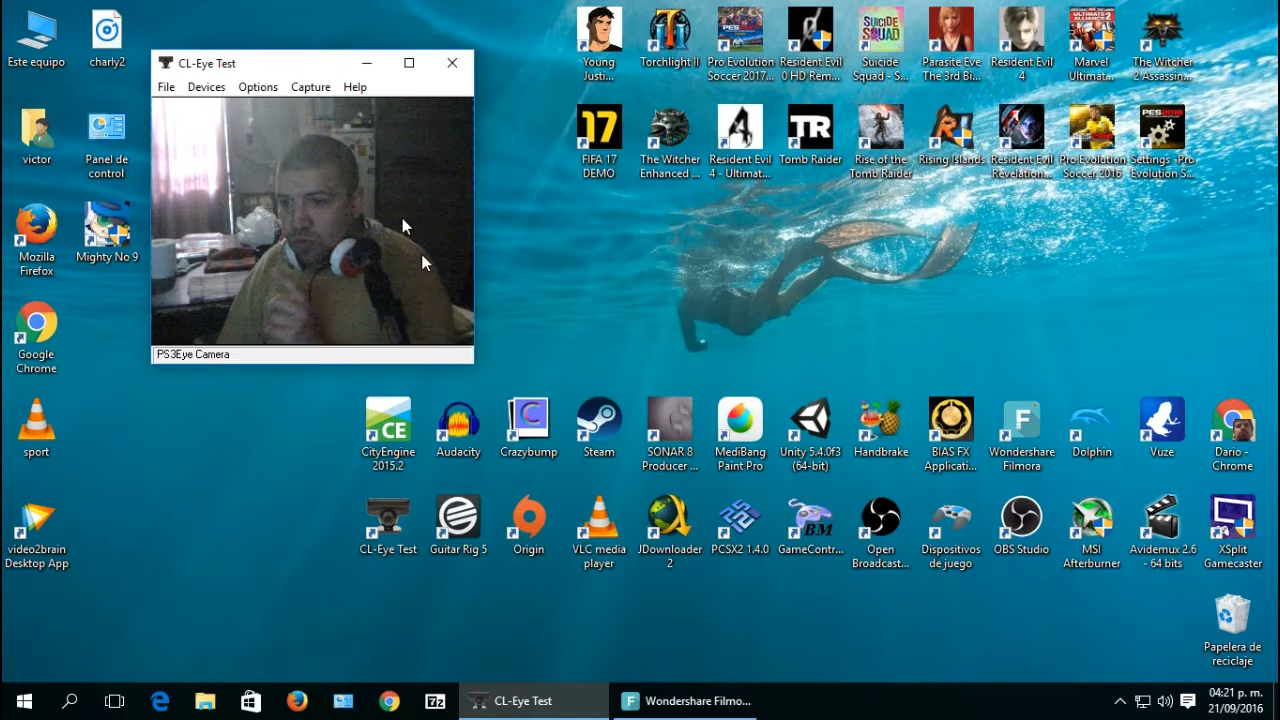 Este equipo
charly2
victor
Panel de
control
Mozilla
Firefox
Mighty No 9
Google
Chrome
sport
video2brain
Desktop App
CL-Eye Test
File Devices Options Capture Help
PS3Eye Camera
Young
Justi...
Torchlight II
Pro Evolution
Soccer 2017...
Resident Evil
0 HD Rem...
Suicide
Squad - S...
Parasite Eve
The 3rd Bi...
Resident Evil
4
Marvel
Ultimat...
The Witcher
2 Assassin...
FIFA 17
DEMO
The Witcher
Enhanced ...
Resident Evil
4 - Ultimat...
Tomb Raider
Rise of the
Tomb Raider
Rising Islands
Resident Evil
Revelation...
Pro Evolution
Soccer 2016
Settings -Pro
Evolution S...
CityEngine
2015.2
Audacity
Crazybump
Steam
SONAR 8
Producer ...
MediBang
Paint Pro
Unity 5.4.0f3
(64-bit)
Handbrake
BIAS FX
Applicati...
Wondershare
Filmora
Dolphin
Vuze
Dario -
Chrome
CL-Eye Test
Guitar Rig 5
Origin
VLC media
player
JDownloader
2
PCSX2 1.4.0
GameContr...
Open
Broadcast...
Dispositivos
de juego
OBS Studio
MSI
Afterburner
Avidemux 2.6
- 64 bits
XSplit
Gamecaster
Papelera de
reciclaje
CL-Eye Test
Wondershare Filmo...
04:21 p. m.
21/09/2016